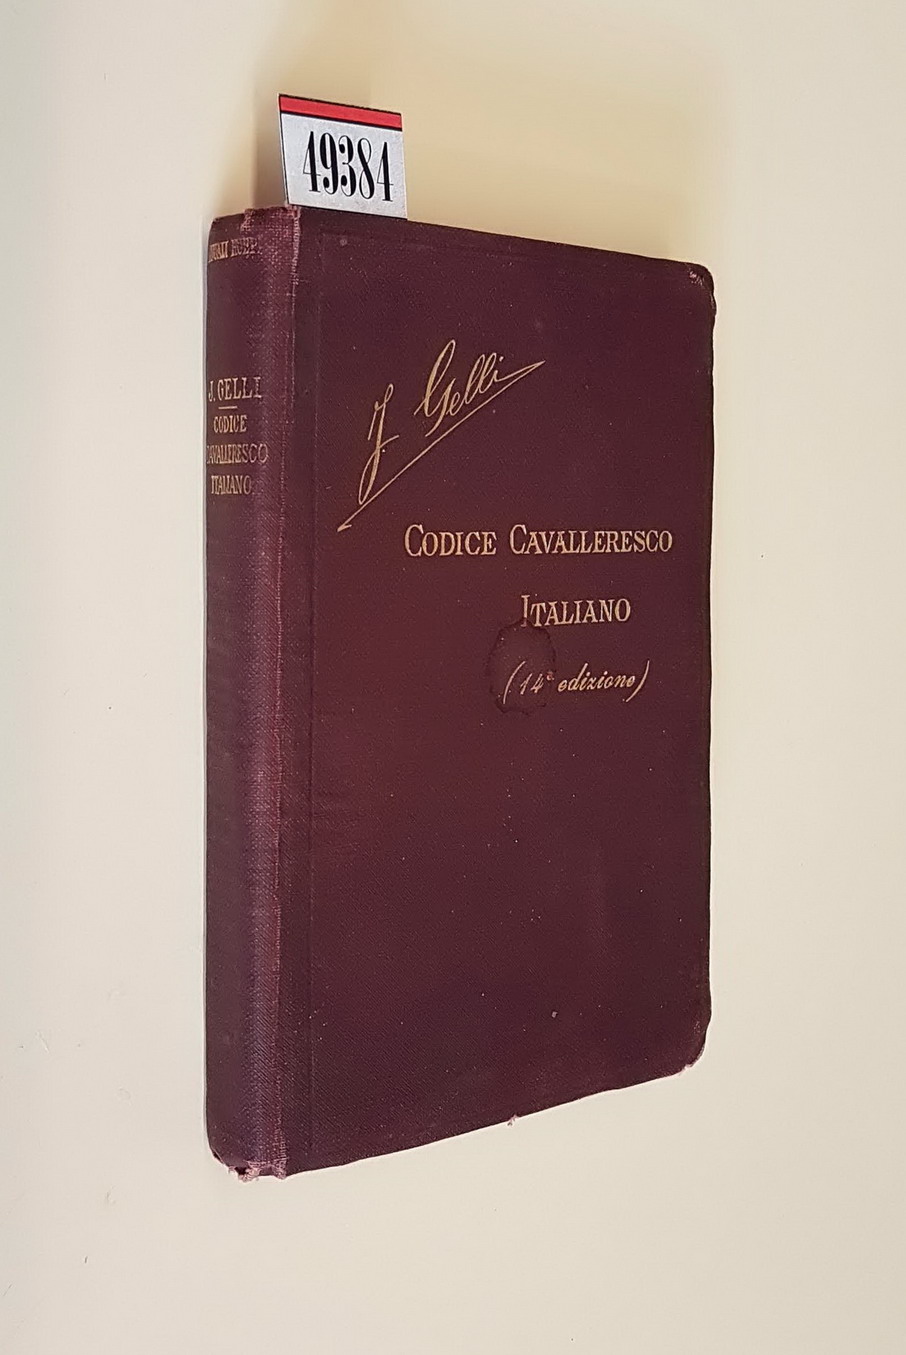 49384
J. GELLI
CODICE
CAVALLERESCO
ITALIANO
J Gelli
CODICE CAVALLERESCO
ITALIANO
(14ª edizione)